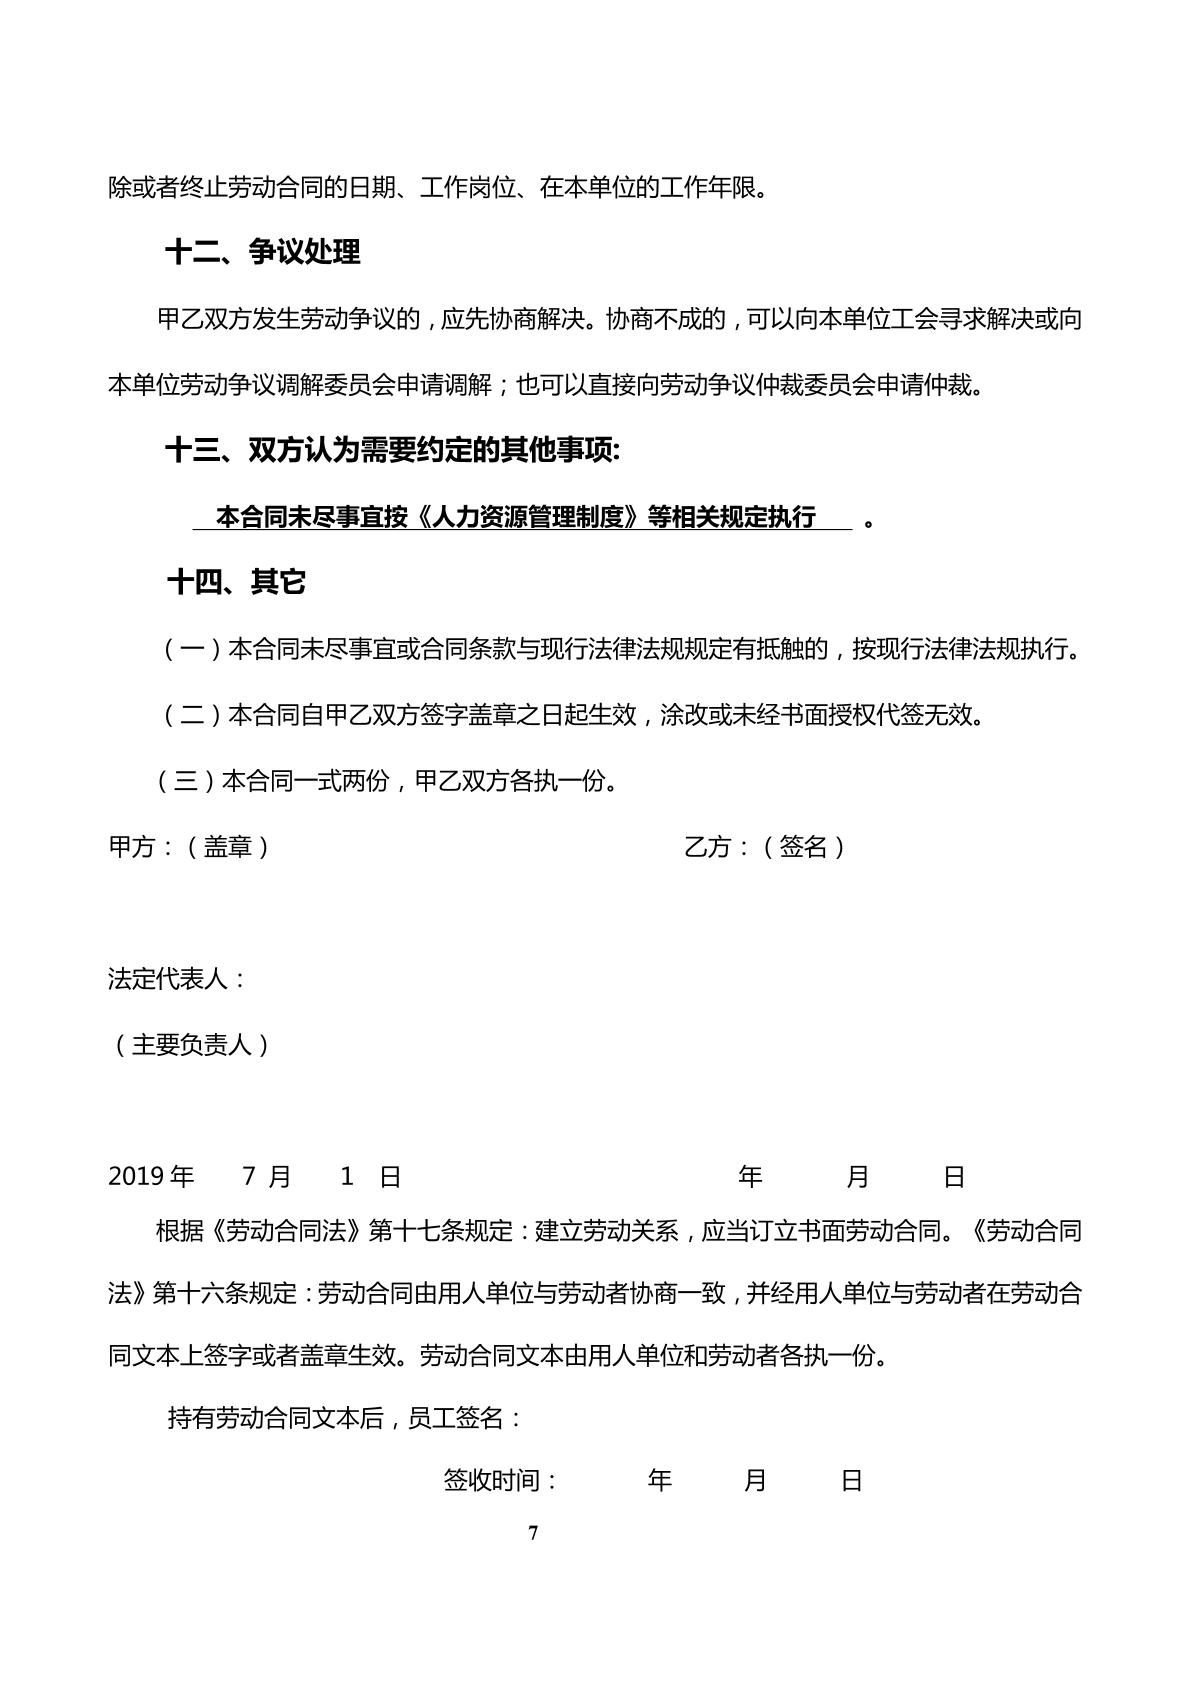 除或者终止劳动合同的日期、工作岗位、在本单位的工作年限。
十二、争议处理
甲乙双方发生劳动争议的，应先协商解决。协商不成的，可以向本单位工会寻求解决或向
本单位劳动争议调解委员会申请调解；也可以直接向劳动争议仲裁委员会申请仲裁。
十三、双方认为需要约定的其他事项:
本合同未尽事宜按《人力资源管理制度》等相关规定执行 。
十四、其它
（一）本合同未尽事宜或合同条款与现行法律法规规定有抵触的，按现行法律法规执行。
（二）本合同自甲乙双方签字盖章之日起生效，涂改或未经书面授权代签无效。
（三）本合同一式两份，甲乙双方各执一份。
甲方：（盖章） 乙方：（签名）
法定代表人：
（主要负责人）
2019年 7 月 1 日 年 月 日
根据《劳动合同法》第十七条规定：建立劳动关系，应当订立书面劳动合同。《劳动合同
法》第十六条规定：劳动合同由用人单位与劳动者协商一致，并经用人单位与劳动者在劳动合
同文本上签字或者盖章生效。劳动合同文本由用人单位和劳动者各执一份。
持有劳动合同文本后，员工签名：
签收时间： 年 月 日
7